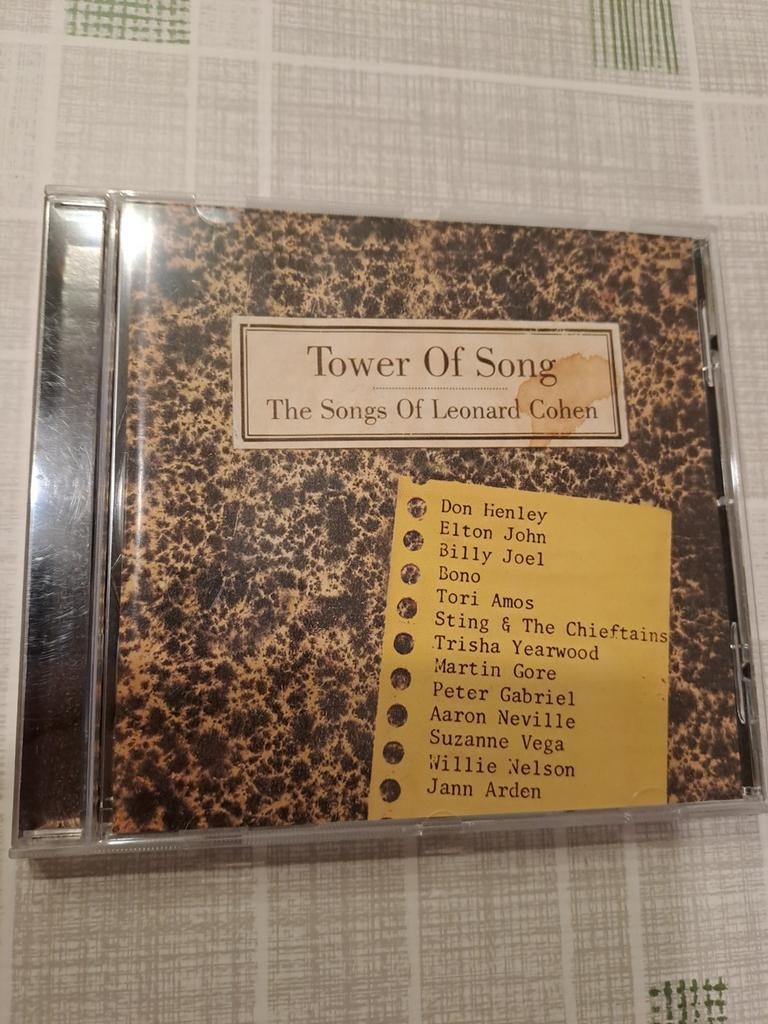 Tower Of Song
The Songs Of Leonard Cohen
Don Henley
Elton John
Billy Joel
Bono
Tori Amos
Sting & The Chieftains
Trisha Yearwood
Martin Gore
Peter Gabriel
Aaron Neville
Suzanne Vega
Willie Nelson
Jann Arden